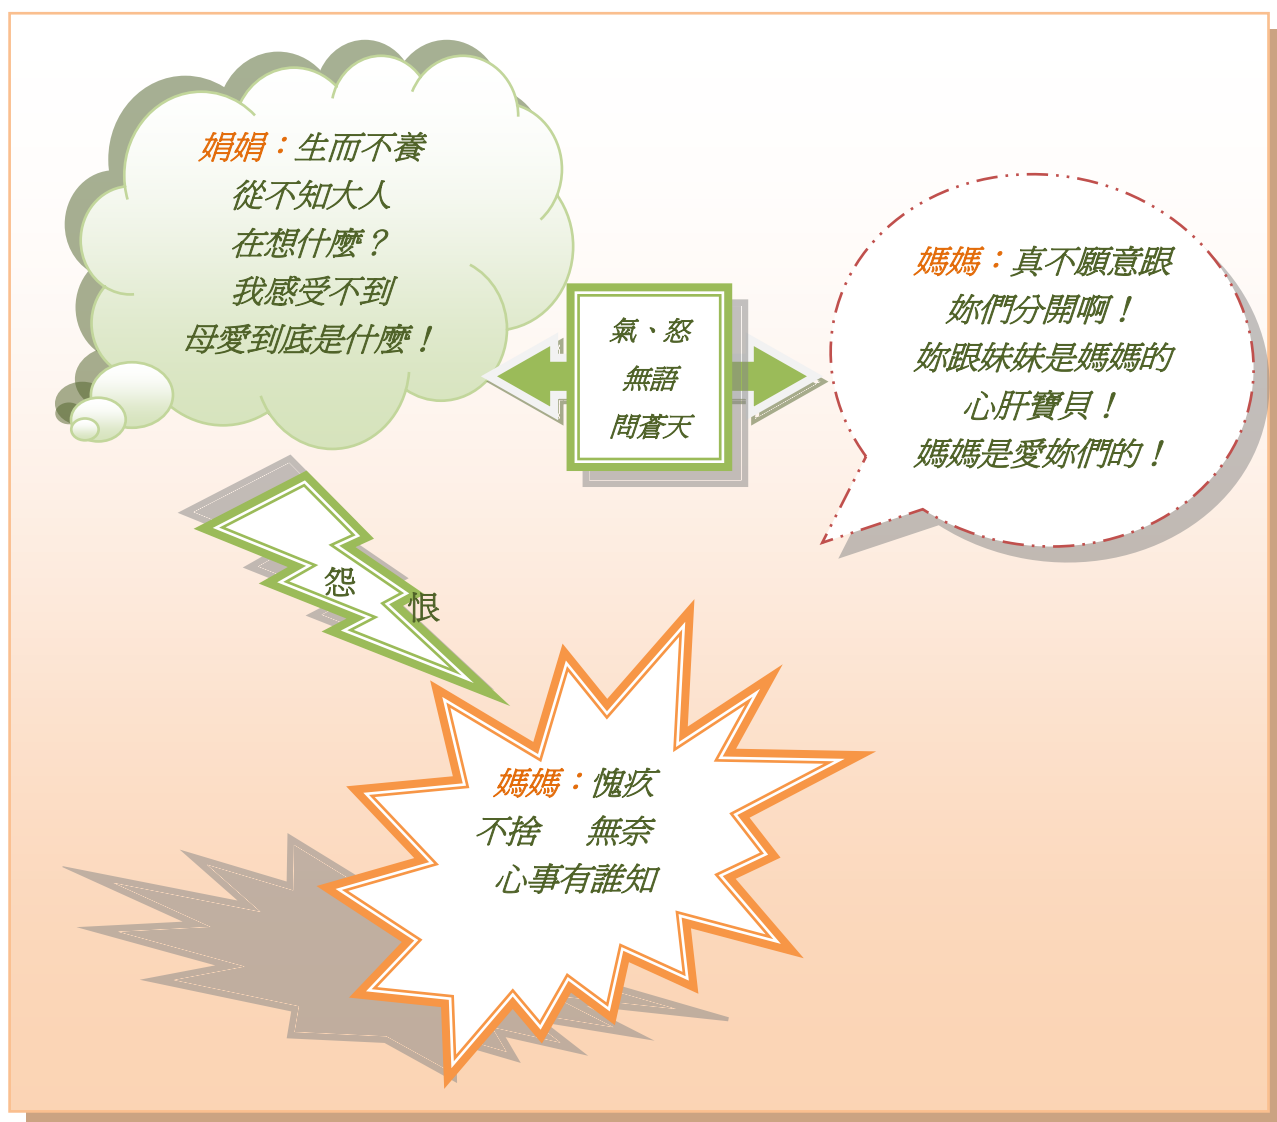 娟娟：生而不養
從不知大人
在想什麼？
我感受不到
母愛到底是什麼！
氣、怒
無語
問蒼天
媽媽：真不願意跟
妳們分開啊！
妳跟妹妹是媽媽的
心肝寶貝！
媽媽是愛妳們的！
怨 恨
媽媽：愧疚
不捨 無奈
心事有誰知